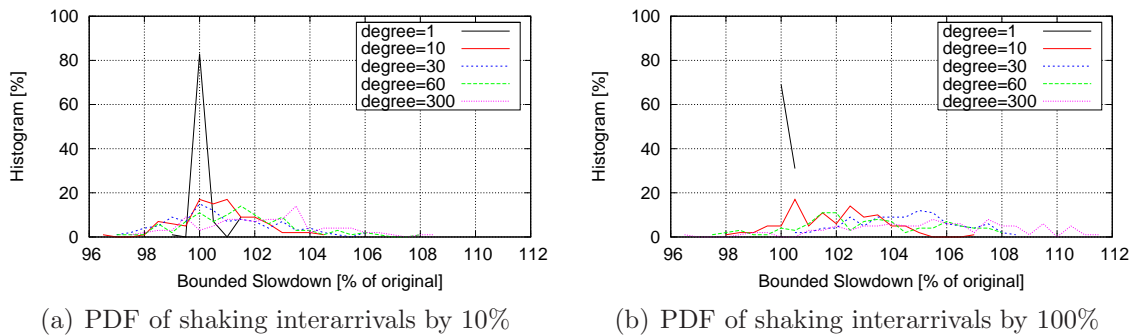 100
80
60
40
20
0
Histogram [%]
degree=1
degree=10
degree=30
degree=60
degree=300
96 98 100 102 104 106 108 110 112
Bounded Slowdown [% of original]
(a) PDF of shaking interarrivals by 10%
100
80
60
40
20
0
Histogram [%]
degree=1
degree=10
degree=30
degree=60
degree=300
96 98 100 102 104 106 108 110 112
Bounded Slowdown [% of original]
(b) PDF of shaking interarrivals by 100%